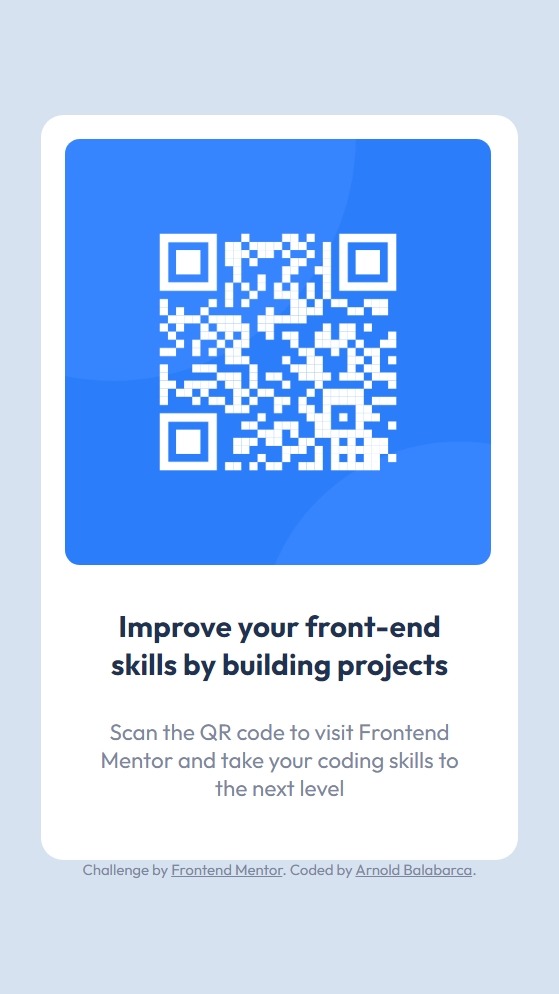 Improve your front-end
skills by building projects
Scan the QR code to visit Frontend
Mentor and take your coding skills to
the next level
Challenge by Frontend Mentor. Coded by Arnold Balabarca.